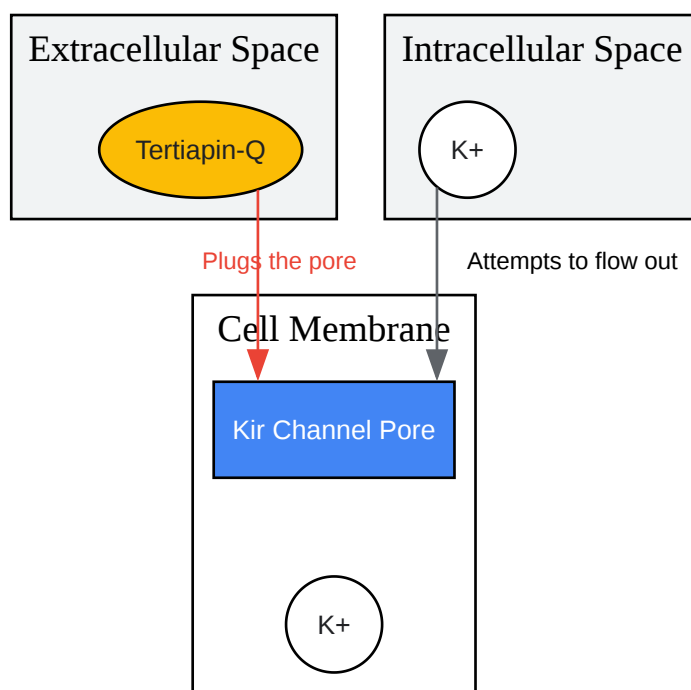 Extracellular Space
Intracellular Space
Tertiapin-Q
K+
Plugs the pore
Attempts to flow out
Cell Membrane
Kir Channel Pore
K+